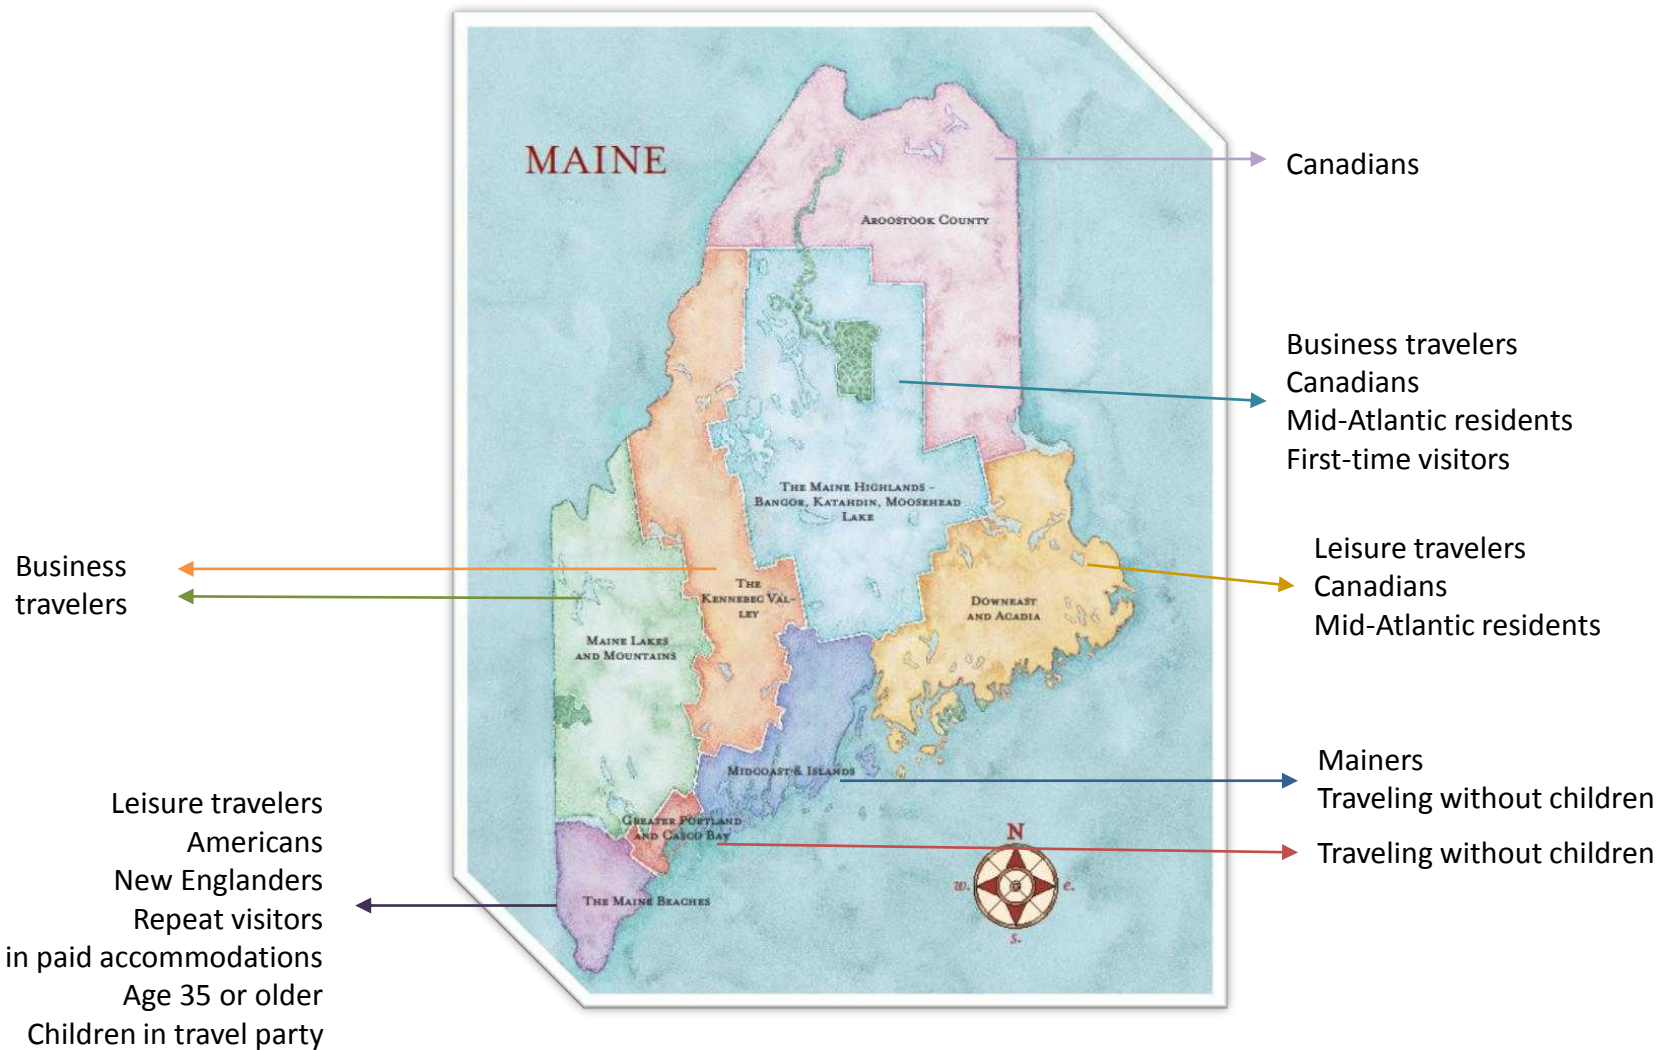 MAINE
Canadians
AROOSTOOK COUNTY
Business travelers
Canadians
Mid-Atlantic residents
First-time visitors
THE MAINE HIGHLANDS -
BANGOR, KATAHDIN, MOOSEHEAD
LAKE
Leisure travelers
Canadians
Mid-Atlantic residents
Business
travelers
THE
KENNEBEC VAL-
LEY
DOWNEAST
AND ACADIA
MAINE LAKES
AND MOUNTAINS
MIDCOAST & ISLANDS
Mainers
Traveling without children
GREATER PORTLAND
AND CASCO BAY
Traveling without children
Leisure travelers
Americans
New Englanders
Repeat visitors
in paid accommodations
Age 35 or older
Children in travel party
THE MAINE BEACHES
N
w.
e.
s.